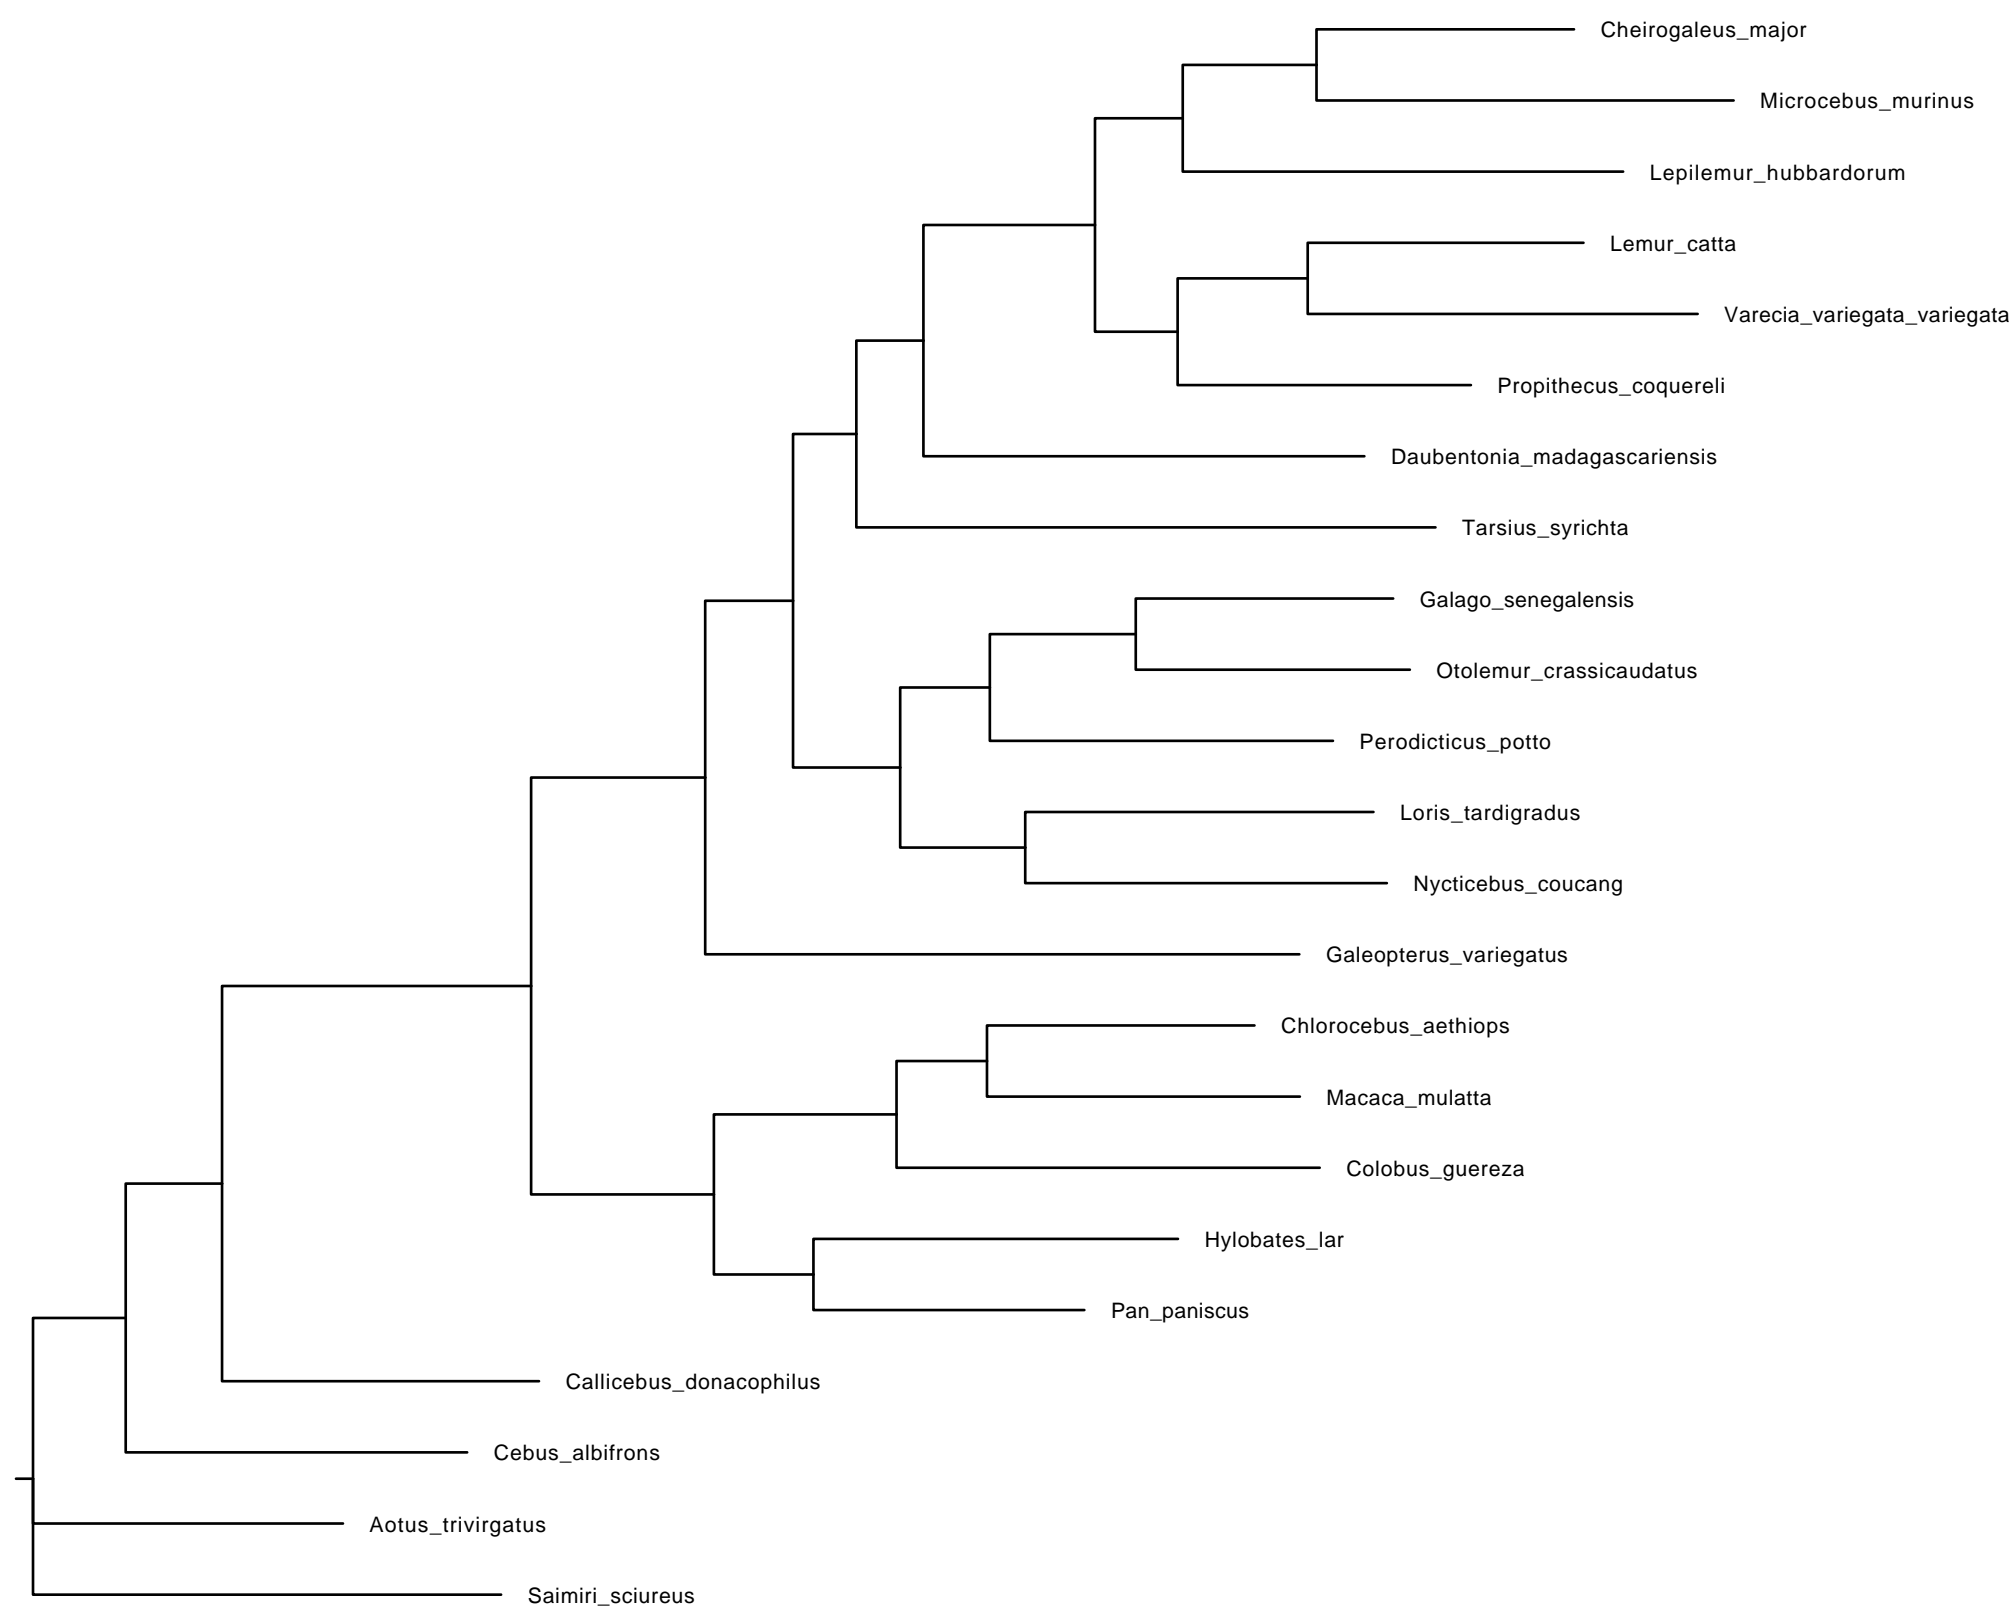 Cheirogaleus_major
Microcebus_murinus
Lepilemur_hubbardorum
Lemur_catta
Varecia_variegata_variegata
Propithecus_coquereli
Daubentonia_madagascariensis
Tarsius_syrichta
Galago_senegalensis
Otolemur_crassicaudatus
Perodicticus_potto
Loris_tardigradus
Nycticebus_coucang
Galeopterus_variegatus
Chlorocebus_aethiops
Macaca_mulatta
Colobus_guereza
Hylobates_lar
Pan_paniscus
Callicebus_donacophilus
Cebus_albifrons
Aotus_trivirgatus
Saimiri_sciureus